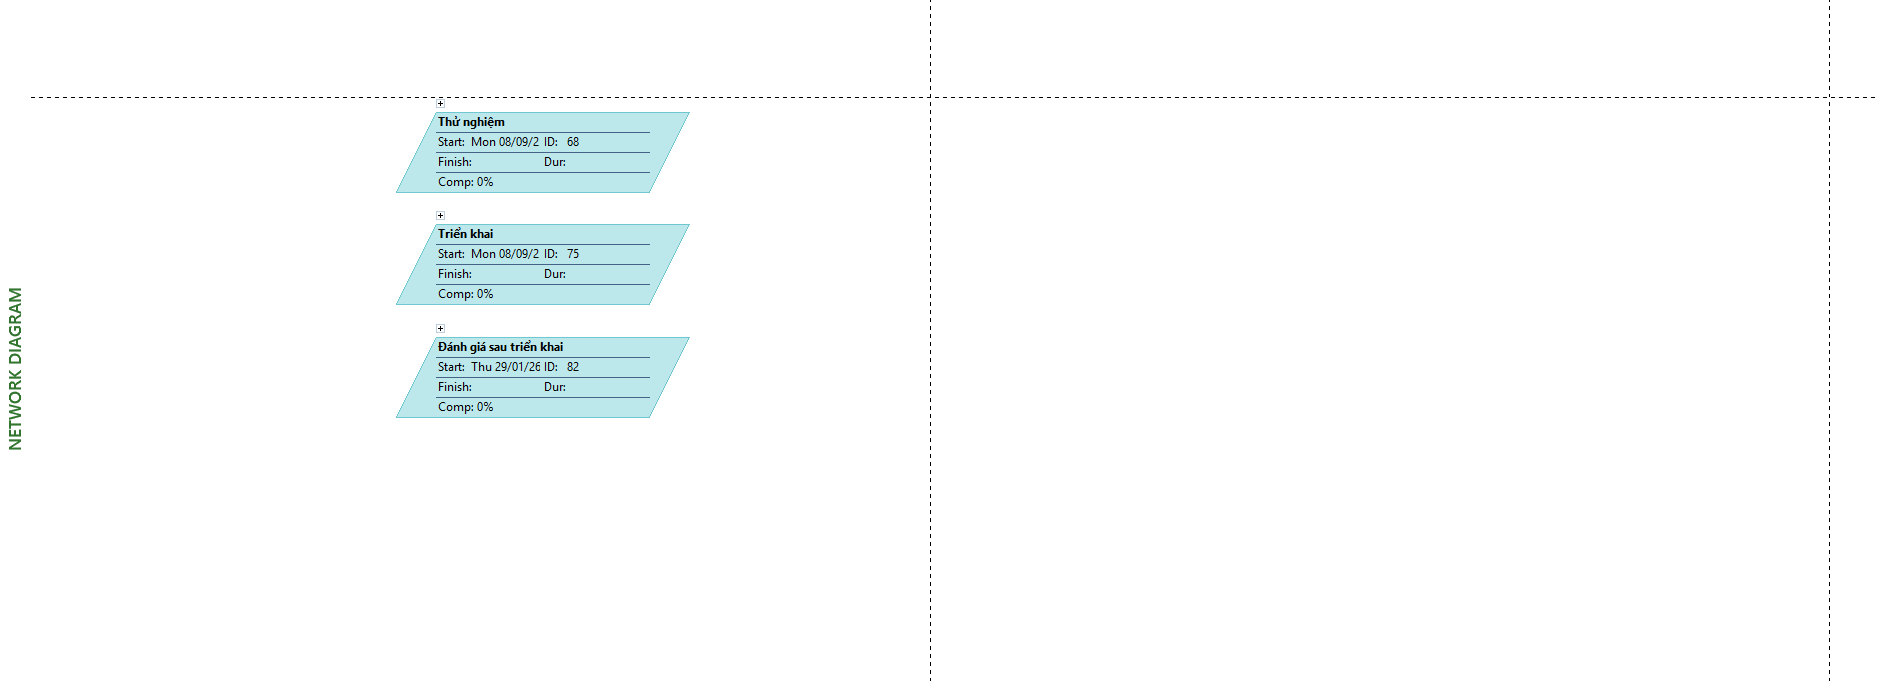 NETWORK DIAGRAM
Thử nghiệm
Start: Mon 08/09/2 ID: 68
Finish: Dur:
Comp: 0%
Triển khai
Start: Mon 08/09/2 ID: 75
Finish: Dur:
Comp: 0%
Đánh giá sau triển khai
Start: Thu 29/01/26 ID: 82
Finish: Dur:
Comp: 0%